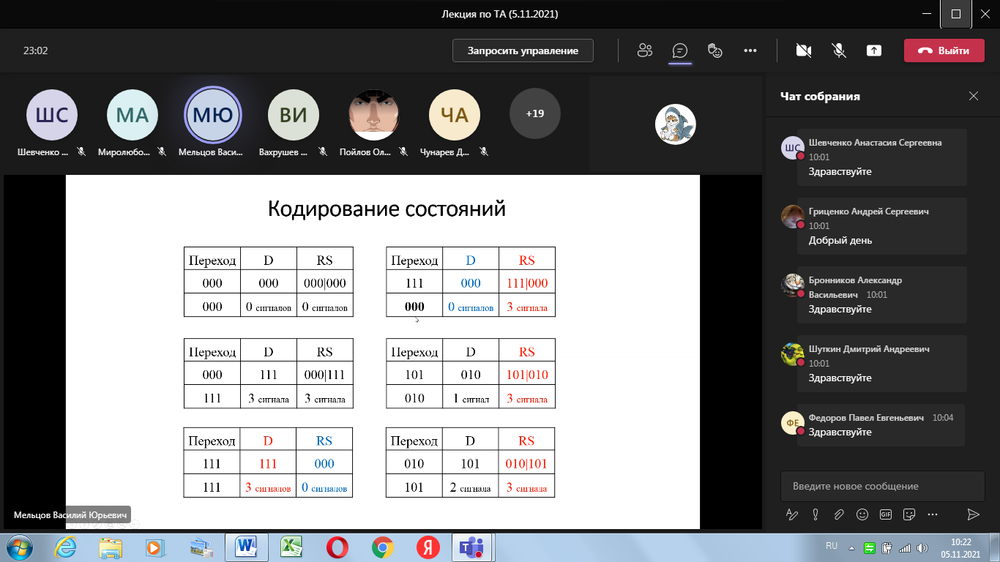 Лекция по ТА (5.11.2021)
23:02
Запросить управление
Выйти
ШС
МА
МЮ
ВИ
ЧА
+19
Шевченко ...
Миролюбо...
Мельцов Васи...
Вахрушев ...
Пойлов Ол...
Чунарев Д...
Чат собрания
ШС
Шевченко Анастасия Сергеевна
10:01
Здравствуйте
Гриценко Андрей Сергеевич
10:01
Добрый день
Бронников Александр
Васильевич 10:01
Здравствуйте
Шуткин Дмитрий Андреевич
10:01
Здравствуйте
ФЕ
Федоров Павел Евгеньевич 10:04
Здравствуйте
Введите новое сообщение
GIF
Кодирование состояний
Переход D RS
000 000 000|000
000 0 сигналов 0 сигналов
Переход D RS
111 000 111|000
000 0 сигналов 3 сигнала
Переход D RS
000 111 000|111
111 3 сигнала 3 сигнала
Переход D RS
101 010 101|010
010 1 сигнал 3 сигнала
Переход D RS
111 111 000
111 3 сигналов 0 сигналов
Переход D RS
010 101 010|101
101 2 сигнала 3 сигнала
Мельцов Василий Юрьевич
RU
10:22
05.11.2021